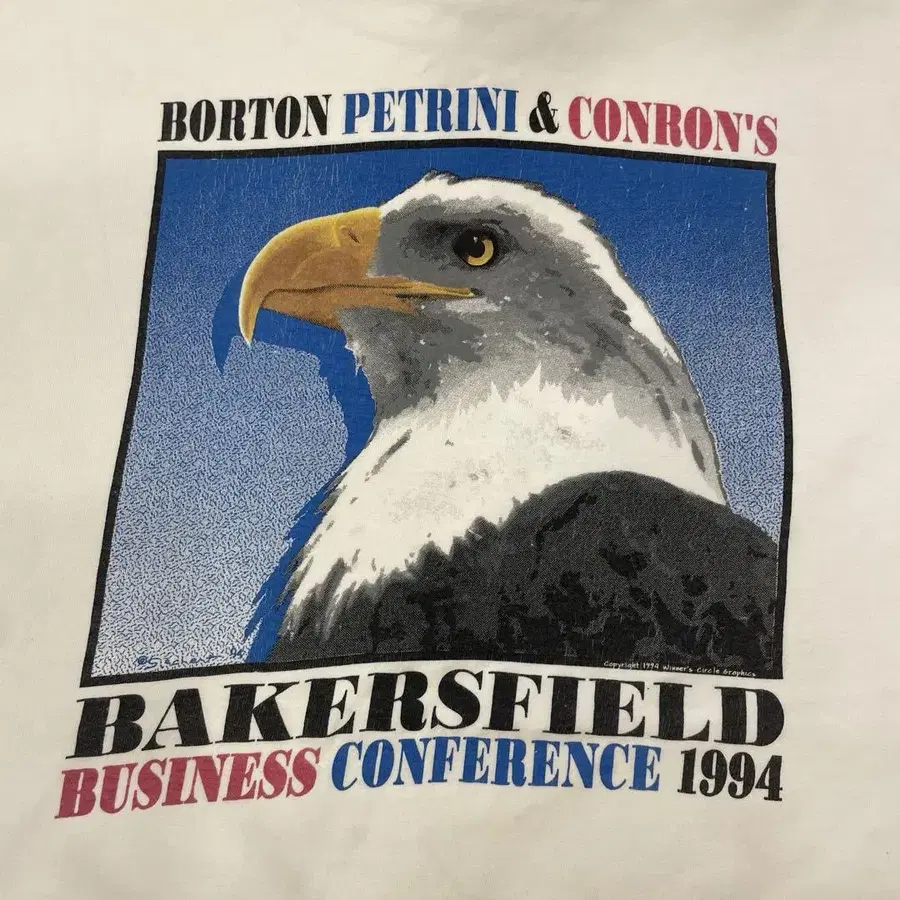 BORTON PETRINI & CONRON'S
Copyright 1994 Winner's Circle Graphics
BAKERSFIELD
BUSINESS CONFERENCE 1994